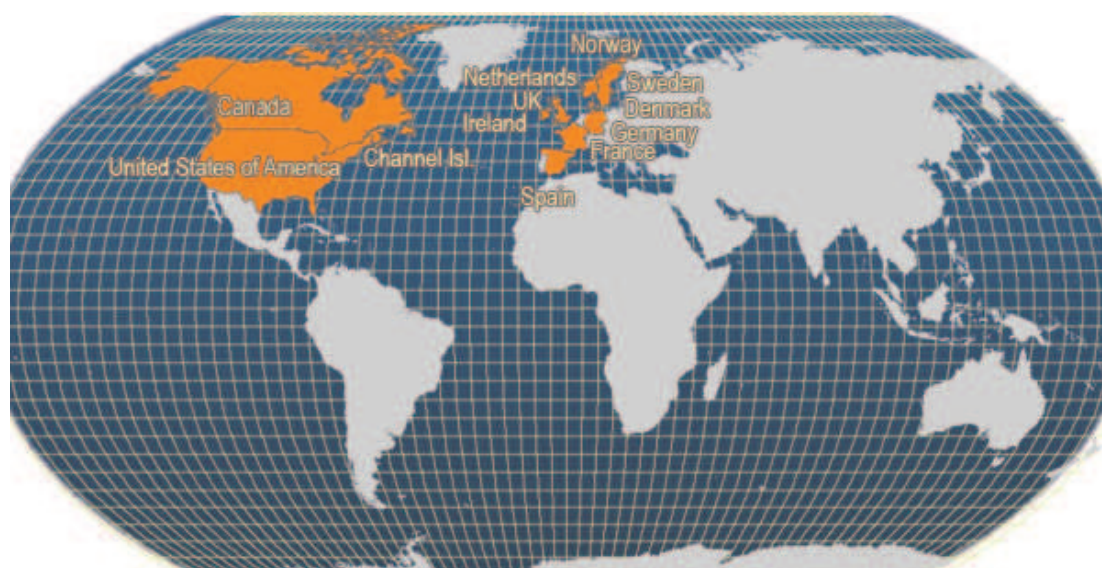 Norway
Netherlands
Sweden
UK
Denmark
Canada
Ireland
Germany
France
Channel Isl.
United States of America
Spain